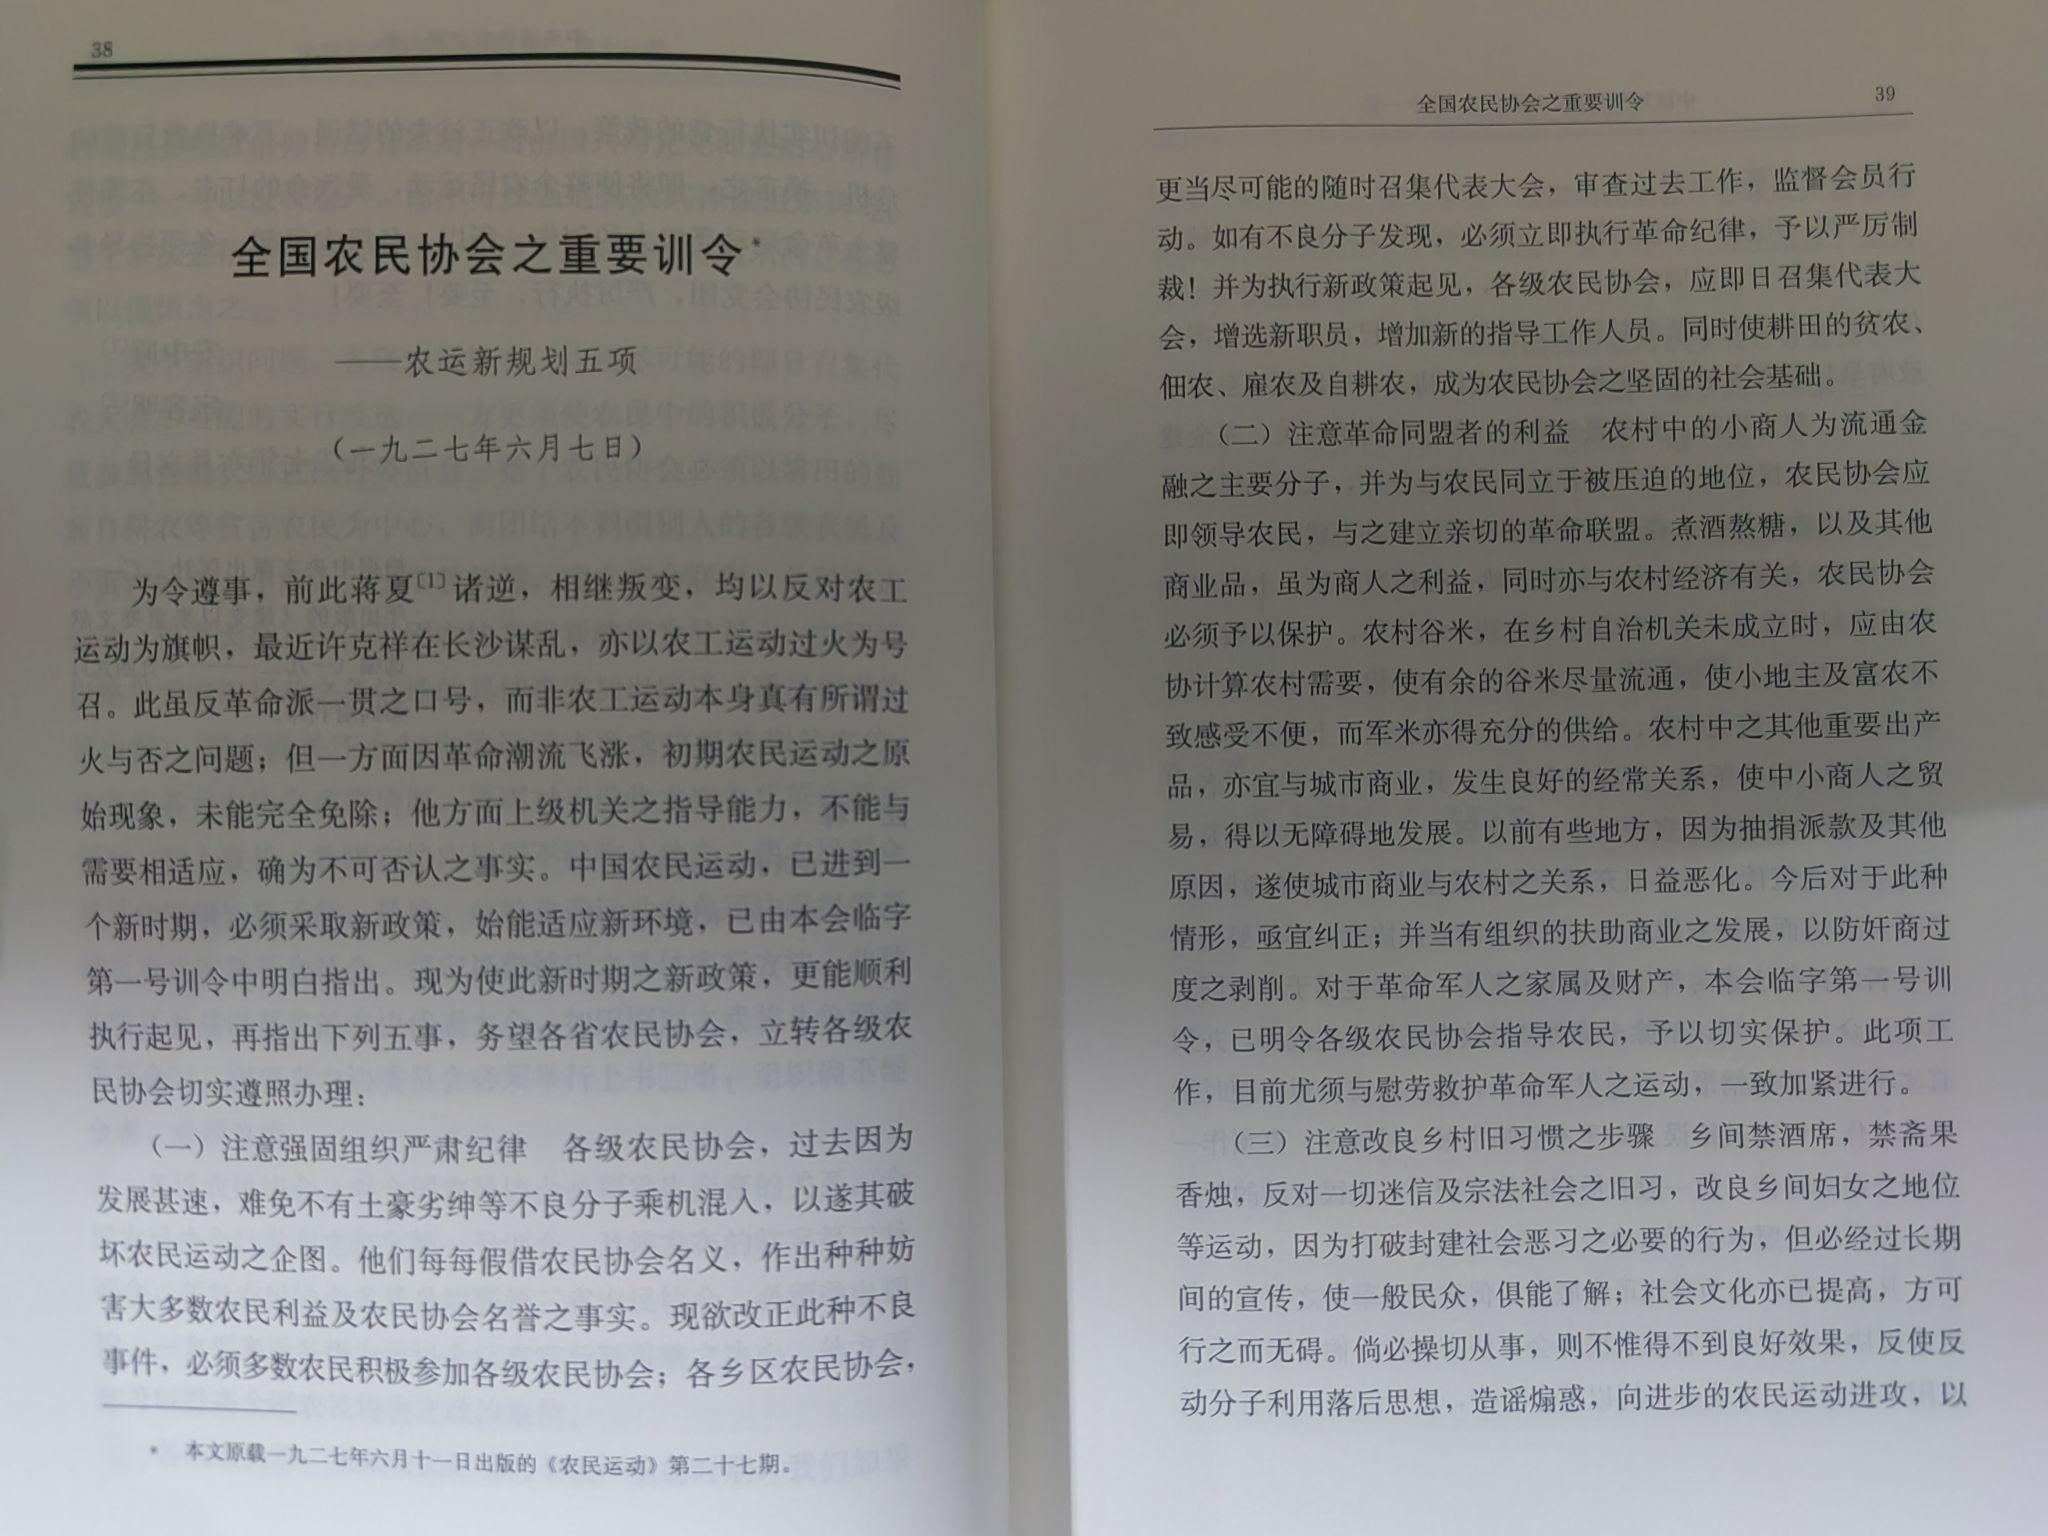 38
全国农民协会之重要训令*
——农运新规划五项
（一九二七年六月七日）
为令遵事，前此蒋夏〔1〕诸逆，相继叛变，均以反对农工
运动为旗帜，最近许克祥在长沙谋乱，亦以农工运动过火为号
召。此虽反革命派一贯之口号，而非农工运动本身真有所谓过
火与否之问题；但一方面因革命潮流飞涨，初期农民运动之原
始现象，未能完全免除；他方面上级机关之指导能力，不能与
需要相适应，确为不可否认之事实。中国农民运动，已进到一
个新时期，必须采取新政策，始能适应新环境，已由本会临字
第一号训令中明白指出。现为使此新时期之新政策，更能顺利
执行起见，再指出下列五事，务望各省农民协会，立转各级农
民协会切实遵照办理：
（一）注意强固组织严肃纪律　各级农民协会，过去因为
发展甚速，难免不有土豪劣绅等不良分子乘机混入，以遂其破
坏农民运动之企图。他们每每假借农民协会名义，作出种种妨
害大多数农民利益及农民协会名誉之事实。现欲改正此种不良
事件，必须多数农民积极参加各级农民协会；各乡区农民协会，
* 本文原载一九二七年六月十一日出版的《农民运动》第二十七期。
全国农民协会之重要训令
39
更当尽可能的随时召集代表大会，审查过去工作，监督会员行
动。如有不良分子发现，必须立即执行革命纪律，予以严厉制
裁！并为执行新政策起见，各级农民协会，应即日召集代表大
会，增选新职员，增加新的指导工作人员。同时使耕田的贫农、
佃农、雇农及自耕农，成为农民协会之坚固的社会基础。
（二）注意革命同盟者的利益　农村中的小商人为流通金
融之主要分子，并为与农民同立于被压迫的地位，农民协会应
即领导农民，与之建立亲切的革命联盟。煮酒熬糖，以及其他
商业品，虽为商人之利益，同时亦与农村经济有关，农民协会
必须予以保护。农村谷米，在乡村自治机关未成立时，应由农
协计算农村需要，使有余的谷米尽量流通，使小地主及富农不
致感受不便，而军米亦得充分的供给。农村中之其他重要出产
品，亦宜与城市商业，发生良好的经常关系，使中小商人之贸
易，得以无障碍地发展。以前有些地方，因为抽捐派款及其他
原因，遂使城市商业与农村之关系，日益恶化。今后对于此种
情形，亟宜纠正；并当有组织的扶助商业之发展，以防奸商过
度之剥削。对于革命军人之家属及财产，本会临字第一号训
令，已明令各级农民协会指导农民，予以切实保护。此项工
作，目前尤须与慰劳救护革命军人之运动，一致加紧进行。
（三）注意改良乡村旧习惯之步骤　乡间禁酒席，禁斋果
香烛，反对一切迷信及宗法社会之旧习，改良乡间妇女之地位
等运动，因为打破封建社会恶习之必要的行为，但必经过长期
间的宣传，使一般民众，俱能了解；社会文化亦已提高，方可
行之而无碍。倘必操切从事，则不惟得不到良好效果，反使反
动分子利用落后思想，造谣煽惑，向进步的农民运动进攻，以